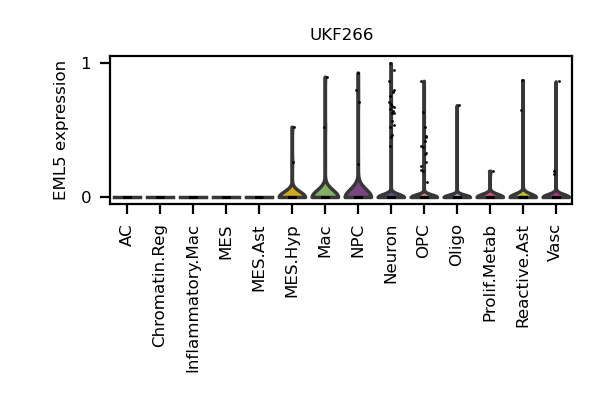 UKF266
EML5 expression
1
0
AC
Chromatin.Reg
Inflammatory.Mac
MES
MES.Ast
MES.Hyp
Mac
NPC
Neuron
OPC
Oligo
Prolif.Metab
Reactive.Ast
Vasc